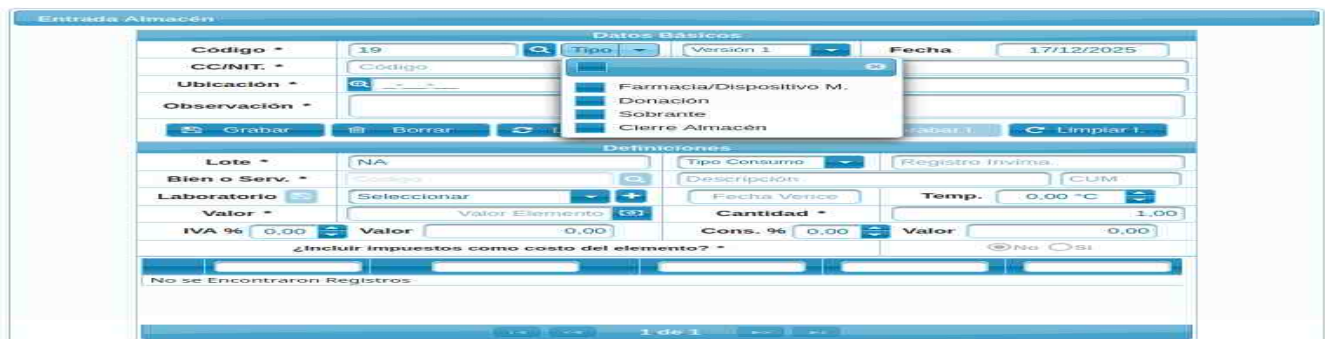 Entrada Almacén
Datos Básicos
Código * 19 Tipo Versión 1 Fecha 17/12/2025
CC/NIT. * Código
Ubicación * _-__-__
Farmacia/Dispositivo M.
Donación
Observación *
Sobrante
Cierre Almacén
Grabar Borrar Limpiar I..
Definiciones
Lote * NA Tipo Consumo Registro Invima.
Bien o Serv. * Código Descripción. CUM
Laboratorio Seleccionar Fecha Vence Temp. 0,00 °C
Valor * Valor Elemento Cantidad * 1,00
IVA % 0,00 Valor 0,00 Cons. % 0,00 Valor 0,00
¿Incluir impuestos como costo del elemento? * No Si
No se Encontraron Registros
1 de 1